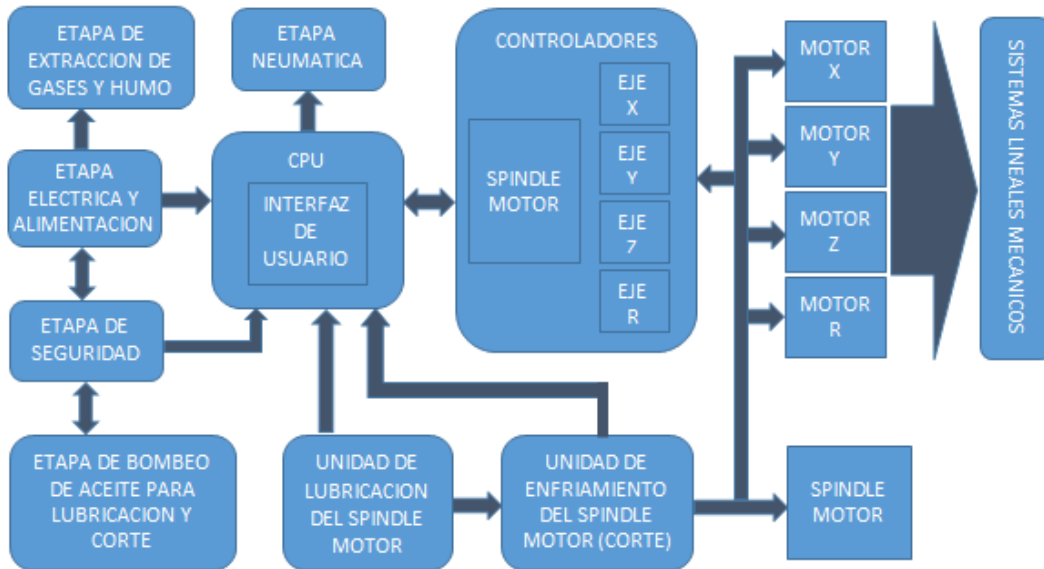 ETAPA DE
EXTRACCION DE
GASES Y HUMO
ETAPA
NEUMATICA
CONTROLADORES
EJE
X
EJE
Y
EJE
7
EJE
R
SPINDLE
MOTOR
MOTOR
X
MOTOR
Y
MOTOR
Z
MOTOR
R
SISTEMAS LINEALES MECANICOS
ETAPA
ELECTRICA Y
ALIMENTACION
CPU
INTERFAZ
DE
USUARIO
ETAPA DE
SEGURIDAD
ETAPA DE BOMBEO
DE ACEITE PARA
LUBRICACION Y
CORTE
UNIDAD DE
LUBRICACION
DEL SPINDLE
MOTOR
UNIDAD DE
ENFRIAMIENTO
DEL SPINDLE
MOTOR (CORTE)
SPINDLE
MOTOR